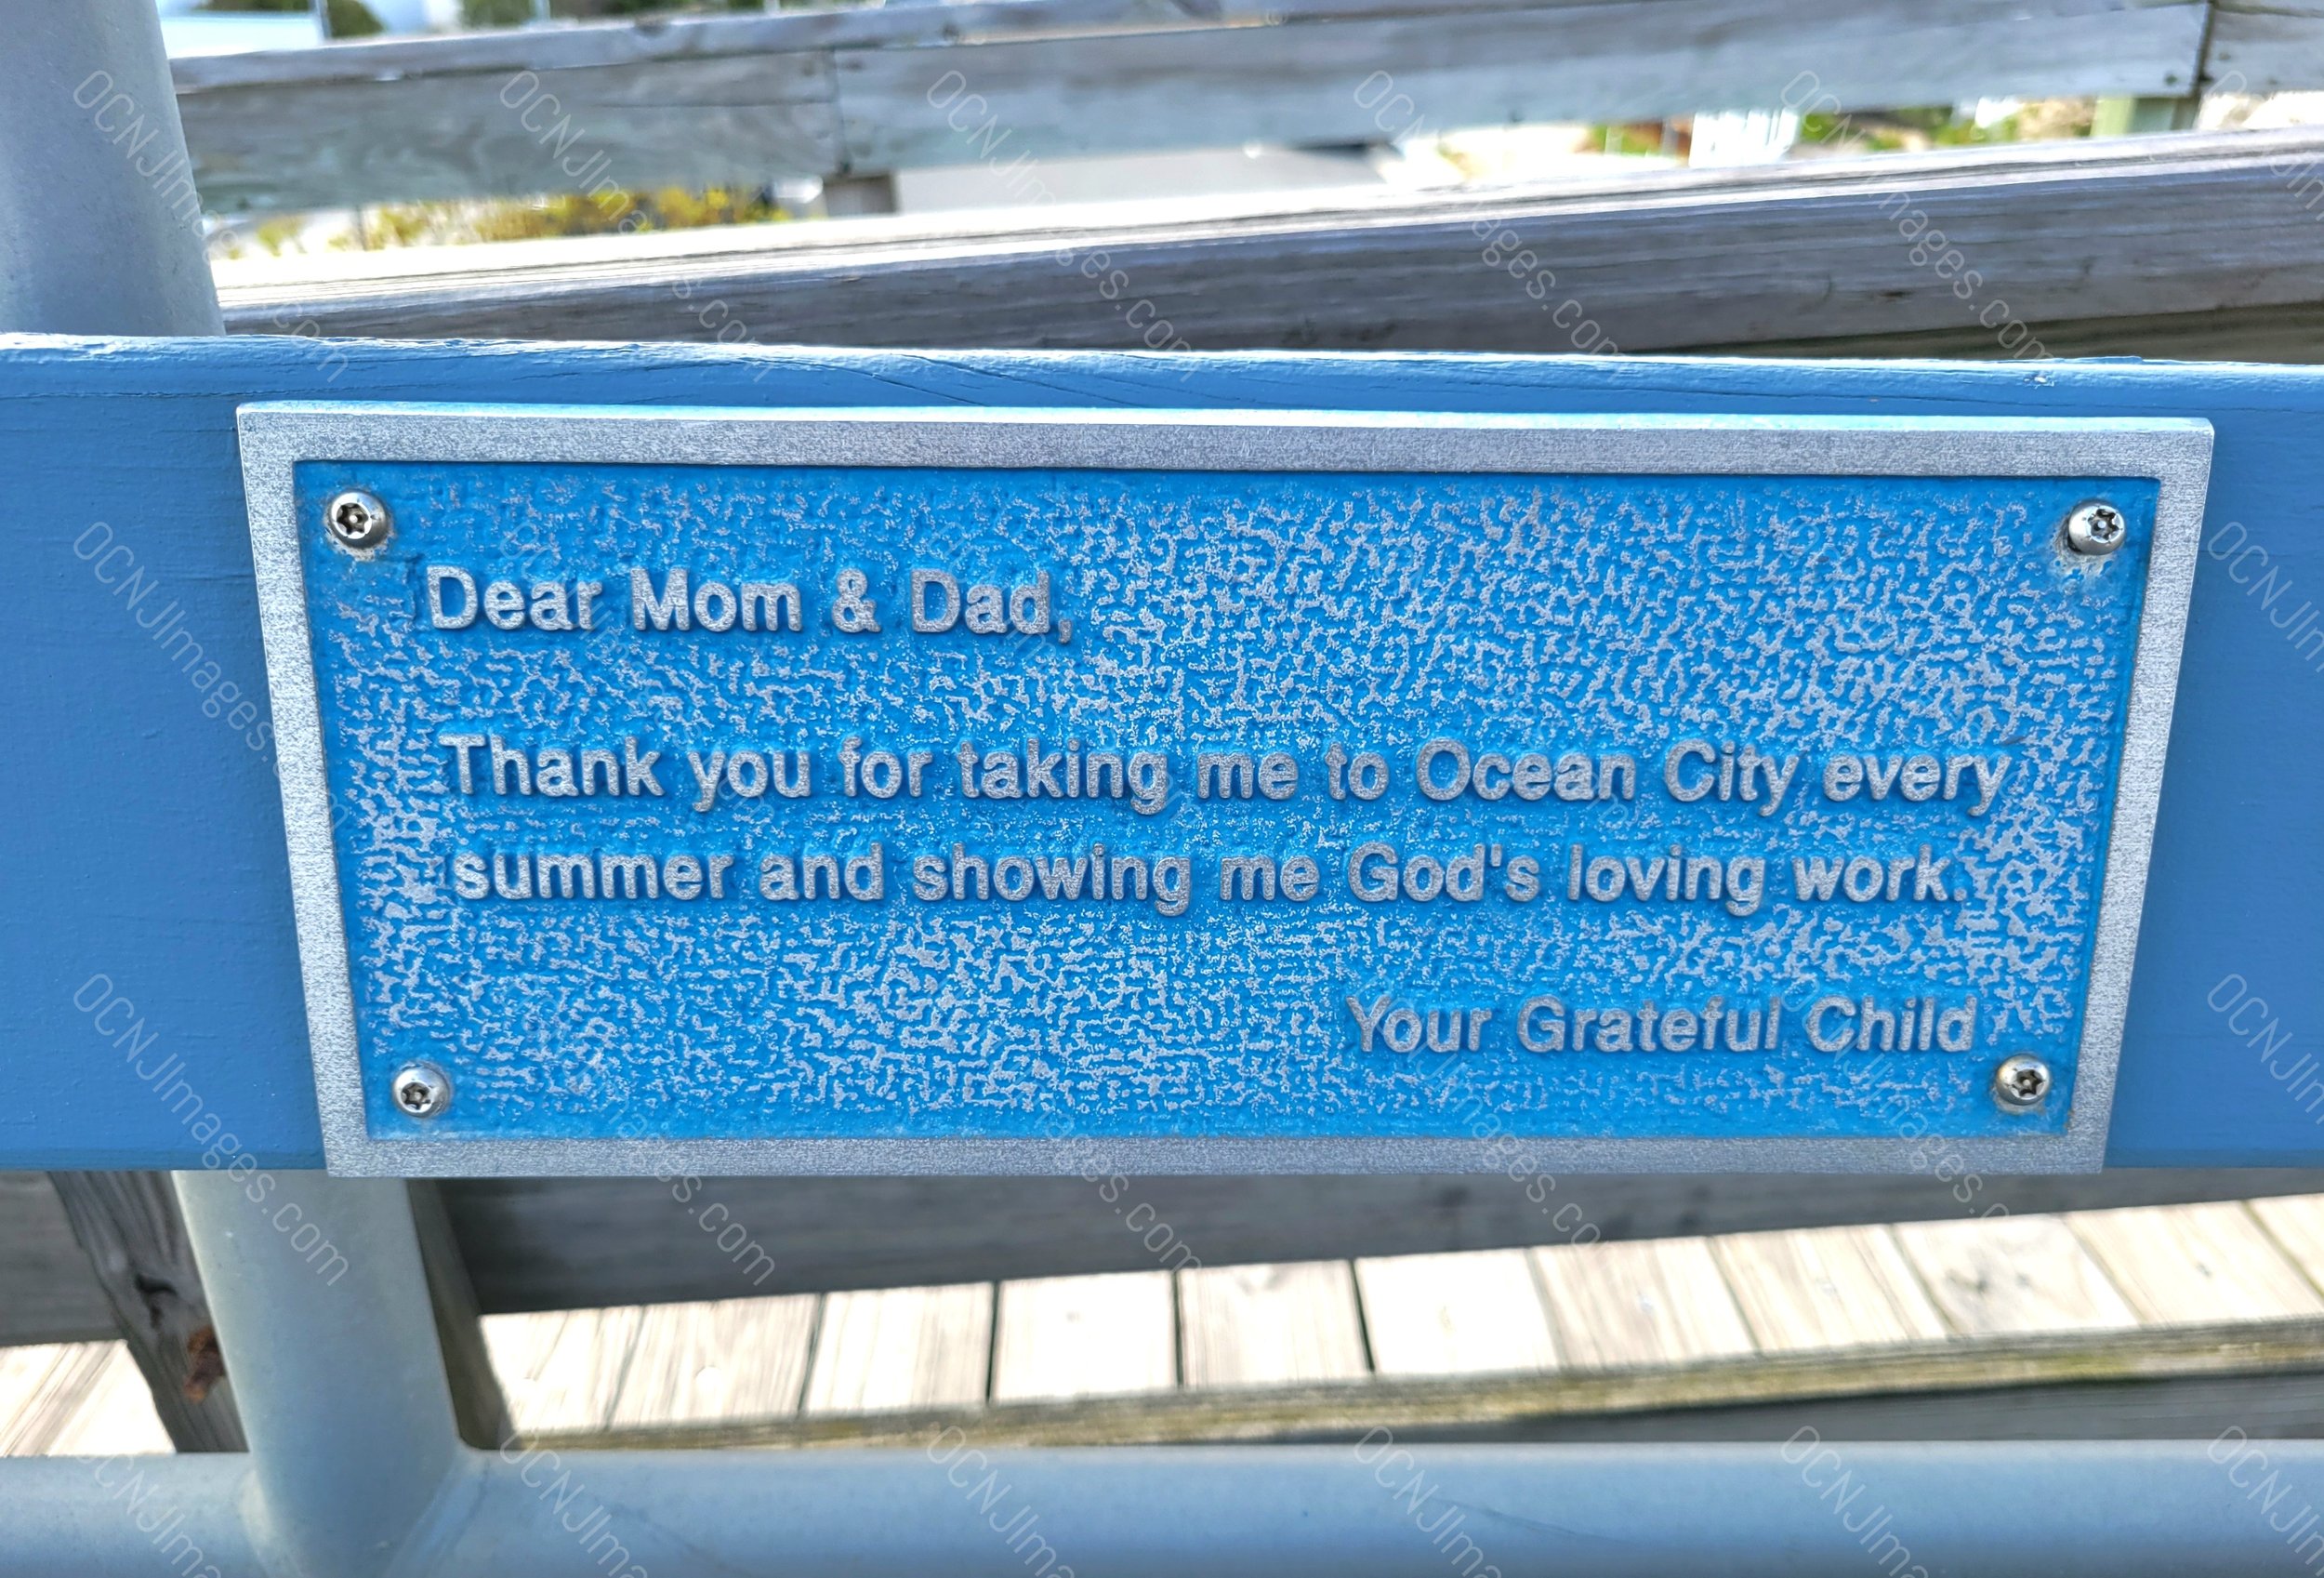 Dear Mom & Dad,
Thank you for taking me to Ocean City every
summer and showing me God's loving work.
Your Grateful Child
OCNJImages.com